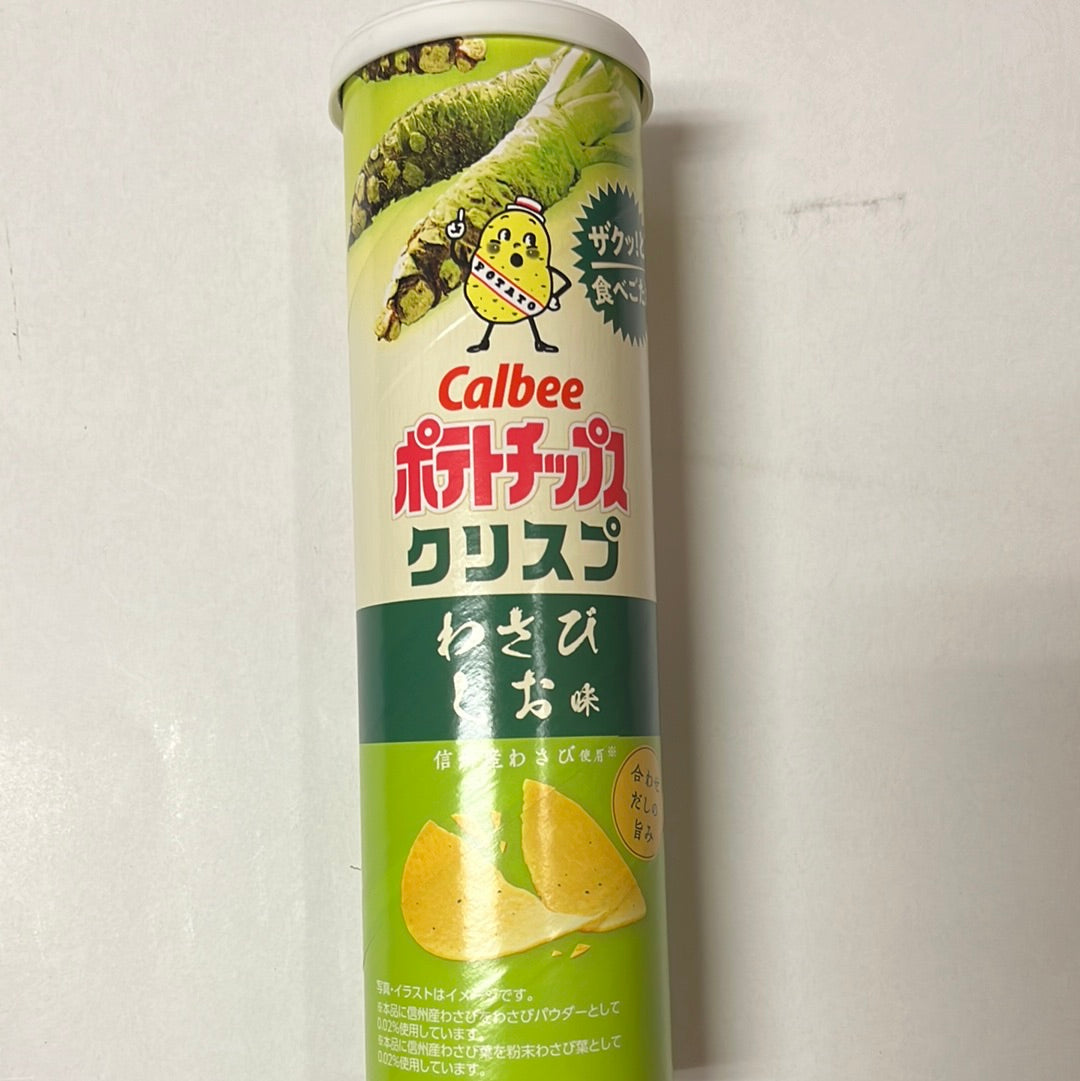 ザクッ!と
食べごた
POTATO
Calbee
ポテトチップス
クリスプ
わさび
しお味
信州産わさび使用※
合わせ
だしの
旨み
写真・イラストはイメージです。
※本品に信州産わさびをわさびパウダーとして
0.02%使用しています。
※本品に信州産わさび葉を粉末わさび葉として
0.02%使用しています。